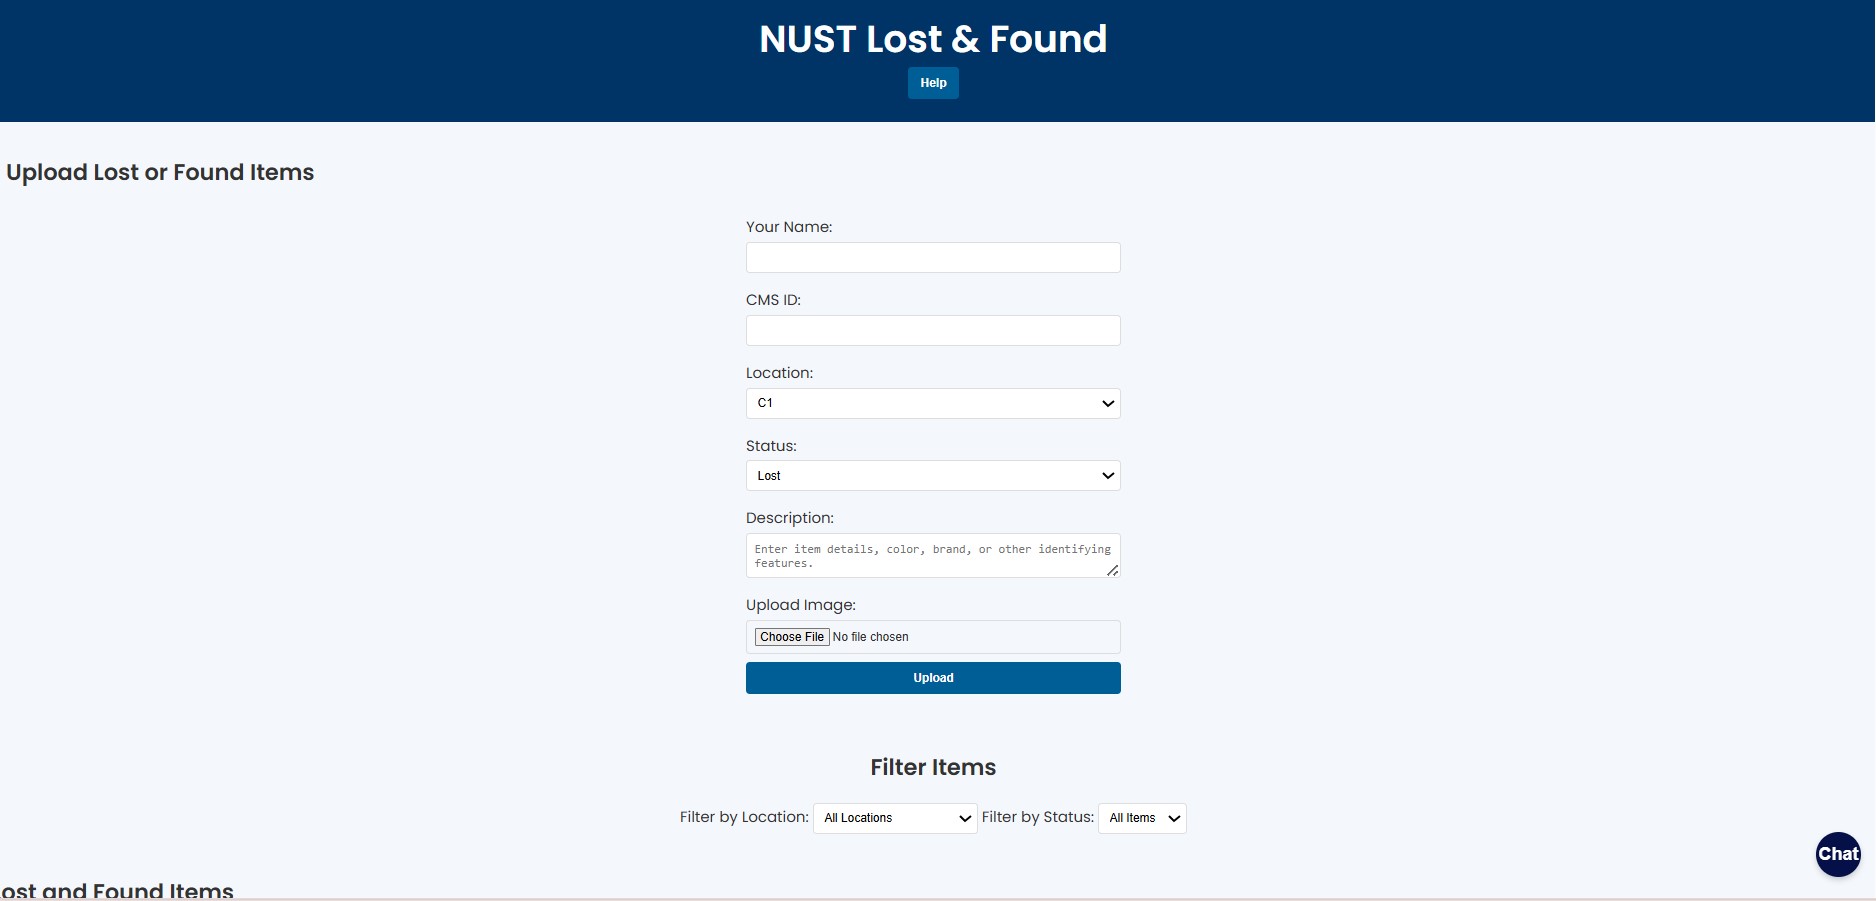 NUST Lost & Found
Help
Upload Lost or Found Items
Your Name:
CMS ID:
Location:
C1
Status:
Lost
Description:
Enter item details, color, brand, or other identifying
features.
Upload Image:
Choose File No file chosen
Upload
Filter Items
Filter by Location: All Locations Filter by Status: All Items
Chat
ost and Found Items